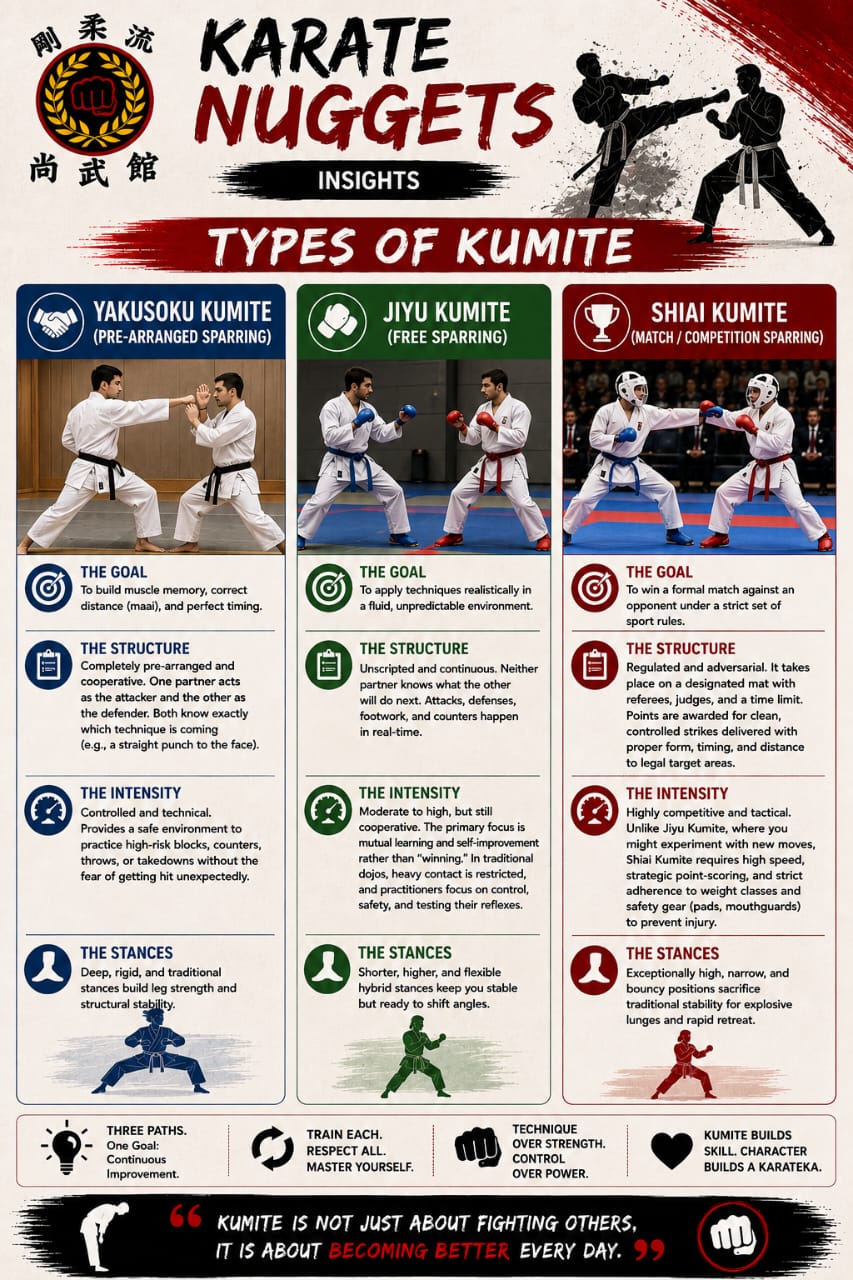 剛柔流
尚武館
KARATE
NUGGETS
INSIGHTS
TYPES OF KUMITE
YAKUSOKU KUMITE
(PRE-ARRANGED SPARRING)
THE GOAL
To build muscle memory, correct
distance (maai), and perfect timing.
THE STRUCTURE
Completely pre-arranged and
cooperative. One partner acts
as the attacker and the other as
the defender. Both know exactly
which technique is coming
(e.g., a straight punch to the face).
THE INTENSITY
Controlled and technical.
Provides a safe environment to
practice high-risk blocks, counters,
throws, or takedowns without the
fear of getting hit unexpectedly.
THE STANCES
Deep, rigid, and traditional
stances build leg strength and
structural stability.
JIYU KUMITE
(FREE SPARRING)
THE GOAL
To apply techniques realistically in
a fluid, unpredictable environment.
THE STRUCTURE
Unscripted and continuous. Neither
partner knows what the other
will do next. Attacks, defenses,
footwork, and counters happen
in real-time.
THE INTENSITY
Moderate to high, but still
cooperative. The primary focus is
mutual learning and self-improvement
rather than “winning.” In traditional
dojos, heavy contact is restricted,
and practitioners focus on control,
safety, and testing their reflexes.
THE STANCES
Shorter, higher, and flexible
hybrid stances keep you stable
but ready to shift angles.
SHIAI KUMITE
(MATCH / COMPETITION SPARRING)
THE GOAL
To win a formal match against an
opponent under a strict set of
sport rules.
THE STRUCTURE
Regulated and adversarial. It takes
place on a designated mat with
referees, judges, and a time limit.
Points are awarded for clean,
controlled strikes delivered with
proper form, timing, and distance
to legal target areas.
THE INTENSITY
Highly competitive and tactical.
Unlike Jiyu Kumite, where you
might experiment with new moves,
Shiai Kumite requires high speed,
strategic point-scoring, and strict
adherence to weight classes and
safety gear (pads, mouthguards)
to prevent injury.
THE STANCES
Exceptionally high, narrow, and
bouncy positions sacrifice
traditional stability for explosive
lunges and rapid retreat.
THREE PATHS.
One Goal:
Continuous
Improvement.
TRAIN EACH.
RESPECT ALL.
MASTER YOURSELF.
TECHNIQUE
OVER STRENGTH.
CONTROL
OVER POWER.
KUMITE BUILDS
SKILL. CHARACTER
BUILDS A KARATEKA.
“ KUMITE IS NOT JUST ABOUT FIGHTING OTHERS,
IT IS ABOUT BECOMING BETTER EVERY DAY. ”